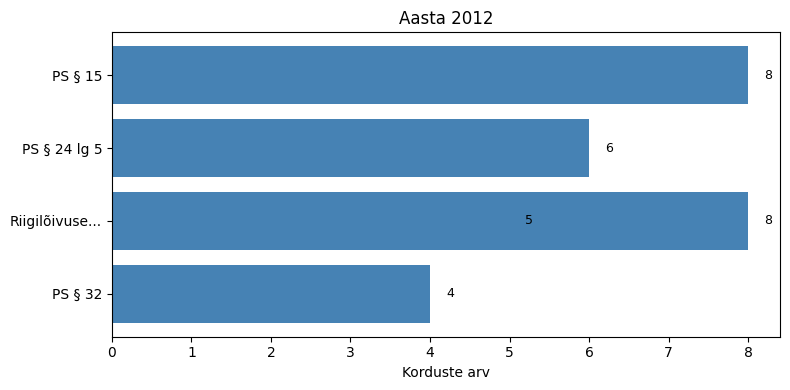 Aasta 2012
PS § 15
8
PS § 24 lg 5
6
Riigilõivuse...
5
8
PS § 32
4
0 1 2 3 4 5 6 7 8
Korduste arv